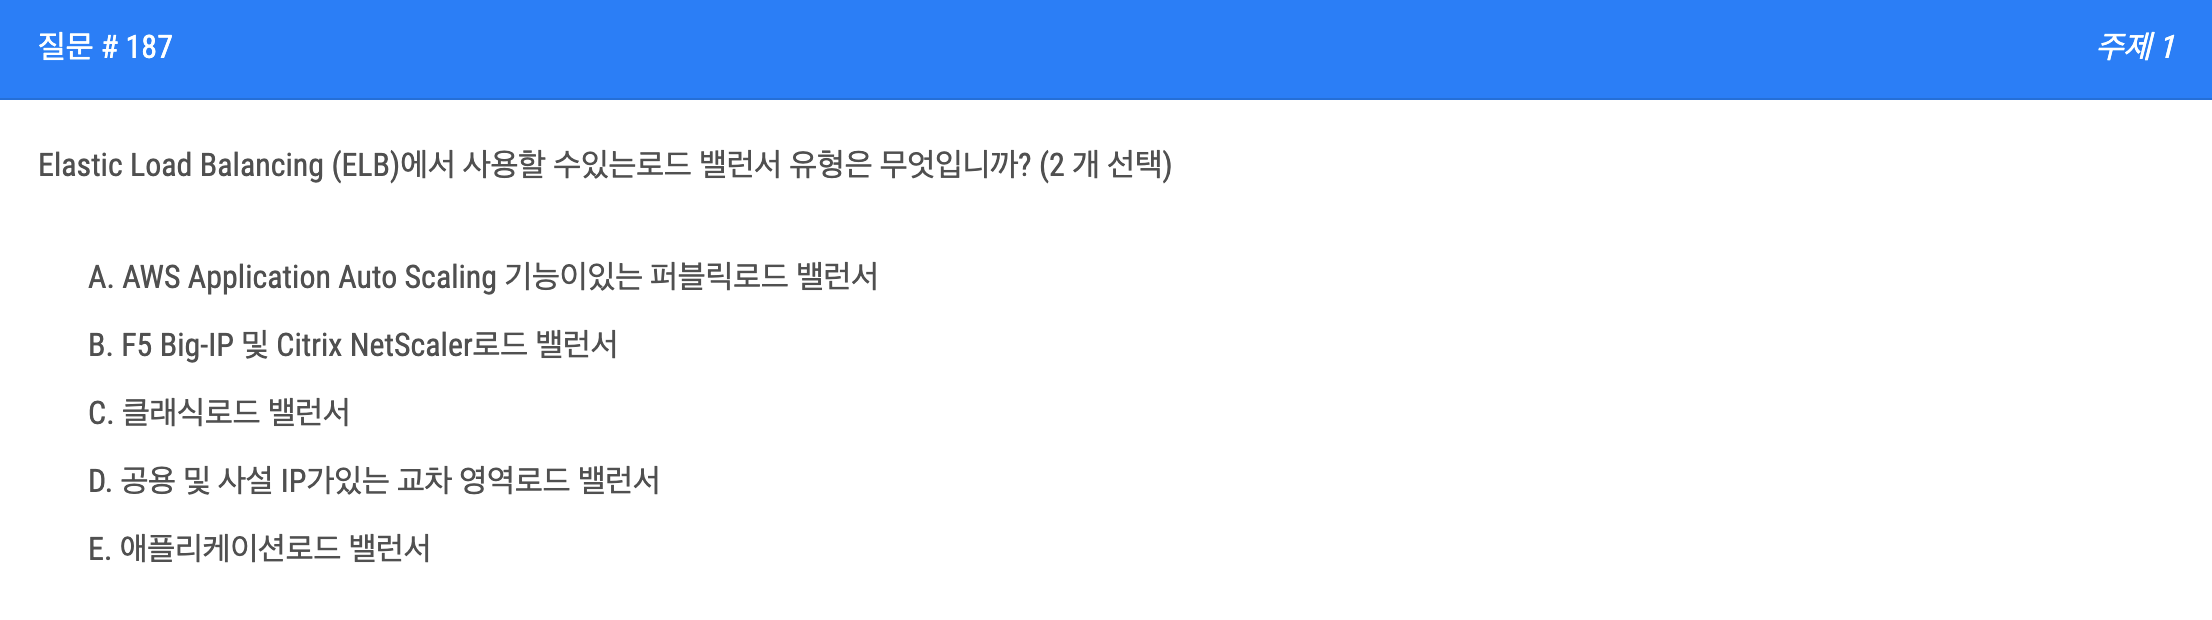 질문 # 187
주제 1
Elastic Load Balancing (ELB)에서 사용할 수있는로드 밸런서 유형은 무엇입니까? (2 개 선택)
A. AWS Application Auto Scaling 기능이있는 퍼블릭로드 밸런서
B. F5 Big-IP 및 Citrix NetScaler로드 밸런서
C. 클래식로드 밸런서
D. 공용 및 사설 IP가있는 교차 영역로드 밸런서
E. 애플리케이션로드 밸런서